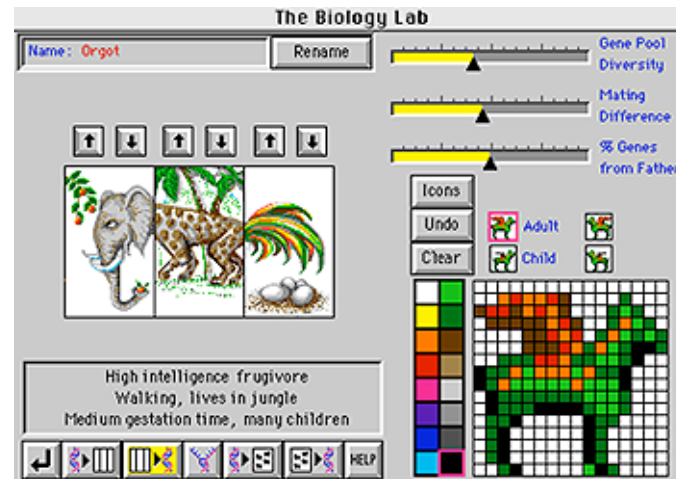 The Biology Lab
Name: Orgot
Rename
Gene Pool
Diversity
Mating
Difference
% Genes
from Father
Icons
Undo
Clear
Adult
Child
High intelligence frugivore
Walking, lives in jungle
Medium gestation time, many children
HELP